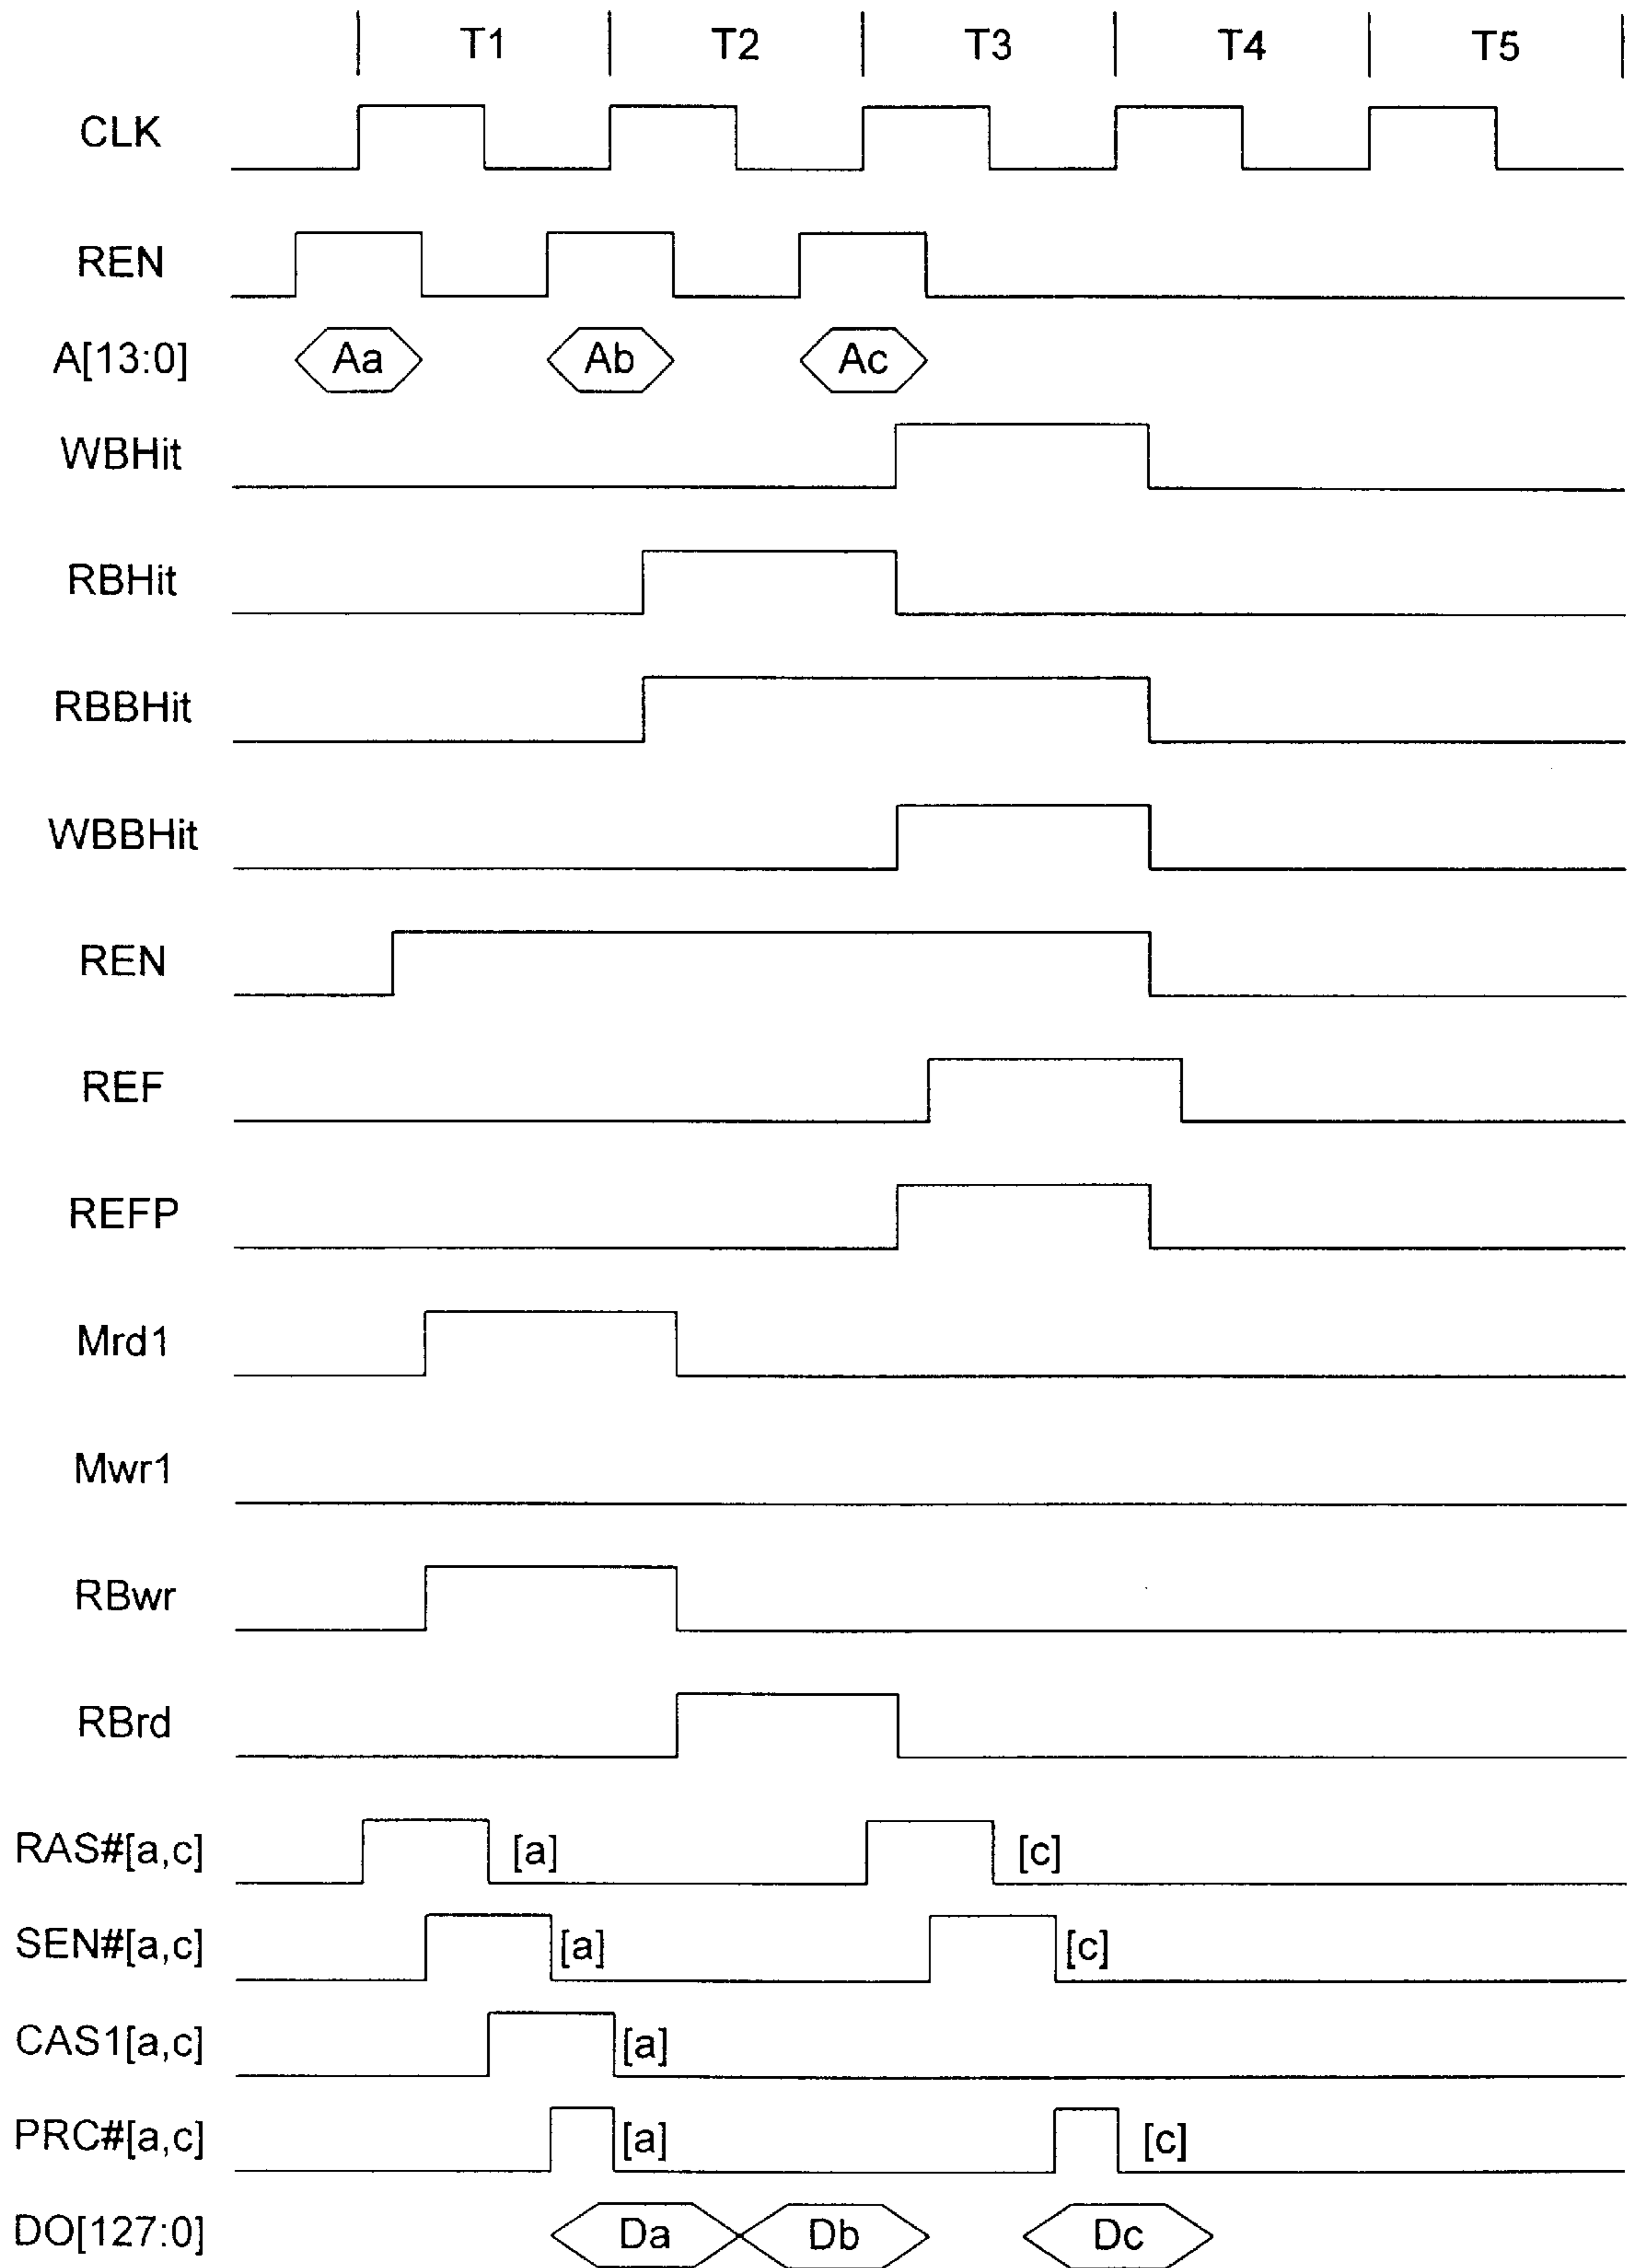 T1 T2 T3 T4 T5
CLK
REN
A[13:0] Aa Ab Ac
WBHit
RBHit
RBBHit
WBBHit
REN
REF
REFP
Mrd1
Mwr1
RBwr
RBrd
RAS#[a,c] [a] [c]
SEN#[a,c] [a] [c]
CAS1[a,c] [a]
PRC#[a,c] [a] [c]
DO[127:0] Da Db Dc